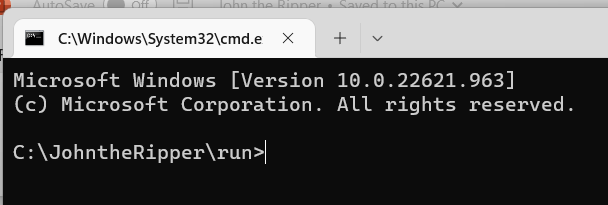 AutoSave Off John the Ripper • Saved to this PC
C:\Windows\System32\cmd.e
Microsoft Windows [Version 10.0.22621.963]
(c) Microsoft Corporation. All rights reserved.
C:\JohntheRipper\run>